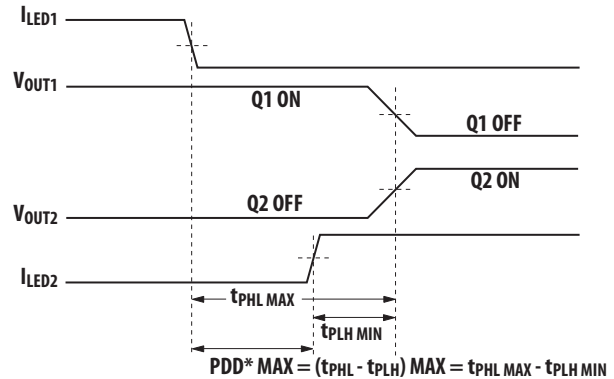 ILED1
VOUT1
Q1 ON
Q1 OFF
Q2 ON
Q2 OFF
VOUT2
ILED2
tPHL MAX
tPLH MIN
PDD* MAX = (tPHL - tPLH) MAX = tPHL MAX - tPLH MIN